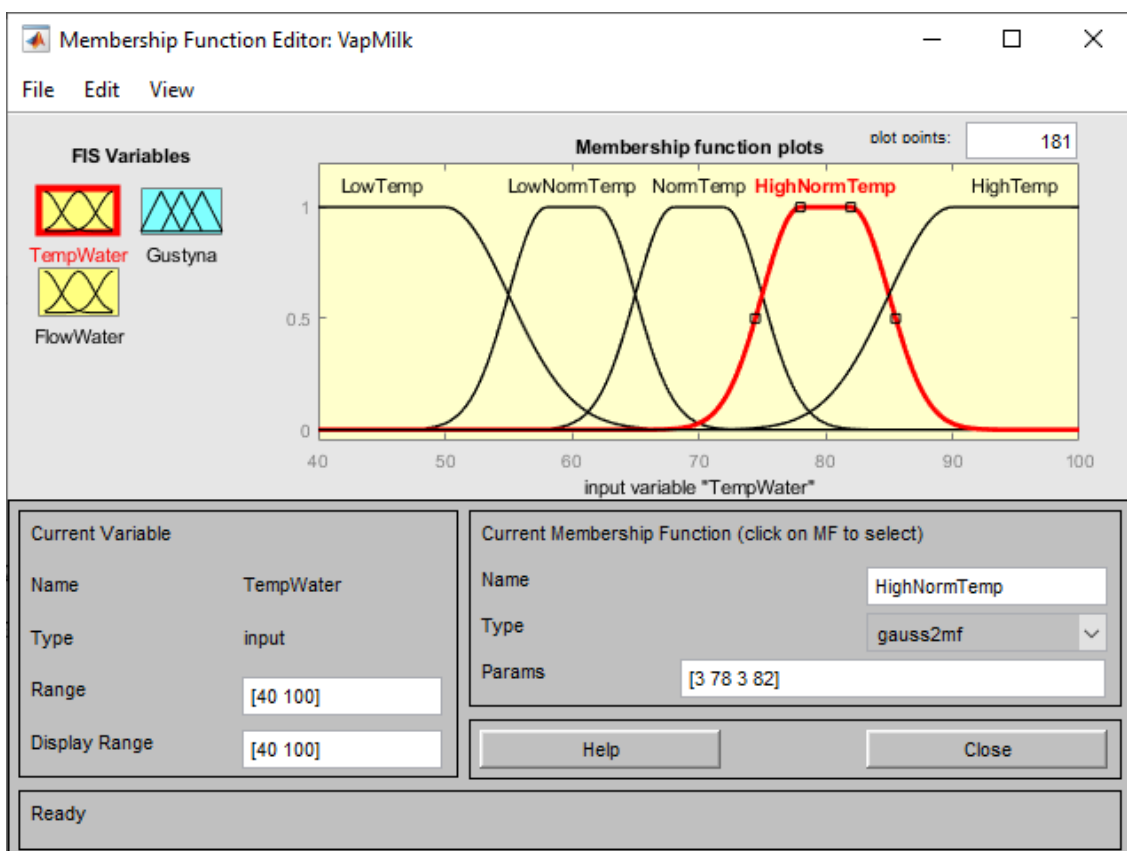 Membership Function Editor: VapMilk
File Edit View
FIS Variables
TempWater
Gustyna
FlowWater
Membership function plots
plot points:
181
LowTemp LowNormTemp NormTemp HighNormTemp HighTemp
1
0.5
0
40 50 60 70 80 90 100
input variable "TempWater"
Current Variable
Name TempWater
Type input
Range [40 100]
Display Range [40 100]
Current Membership Function (click on MF to select)
Name HighNormTemp
Type gauss2mf
Params [3 78 3 82]
Help Close
Ready